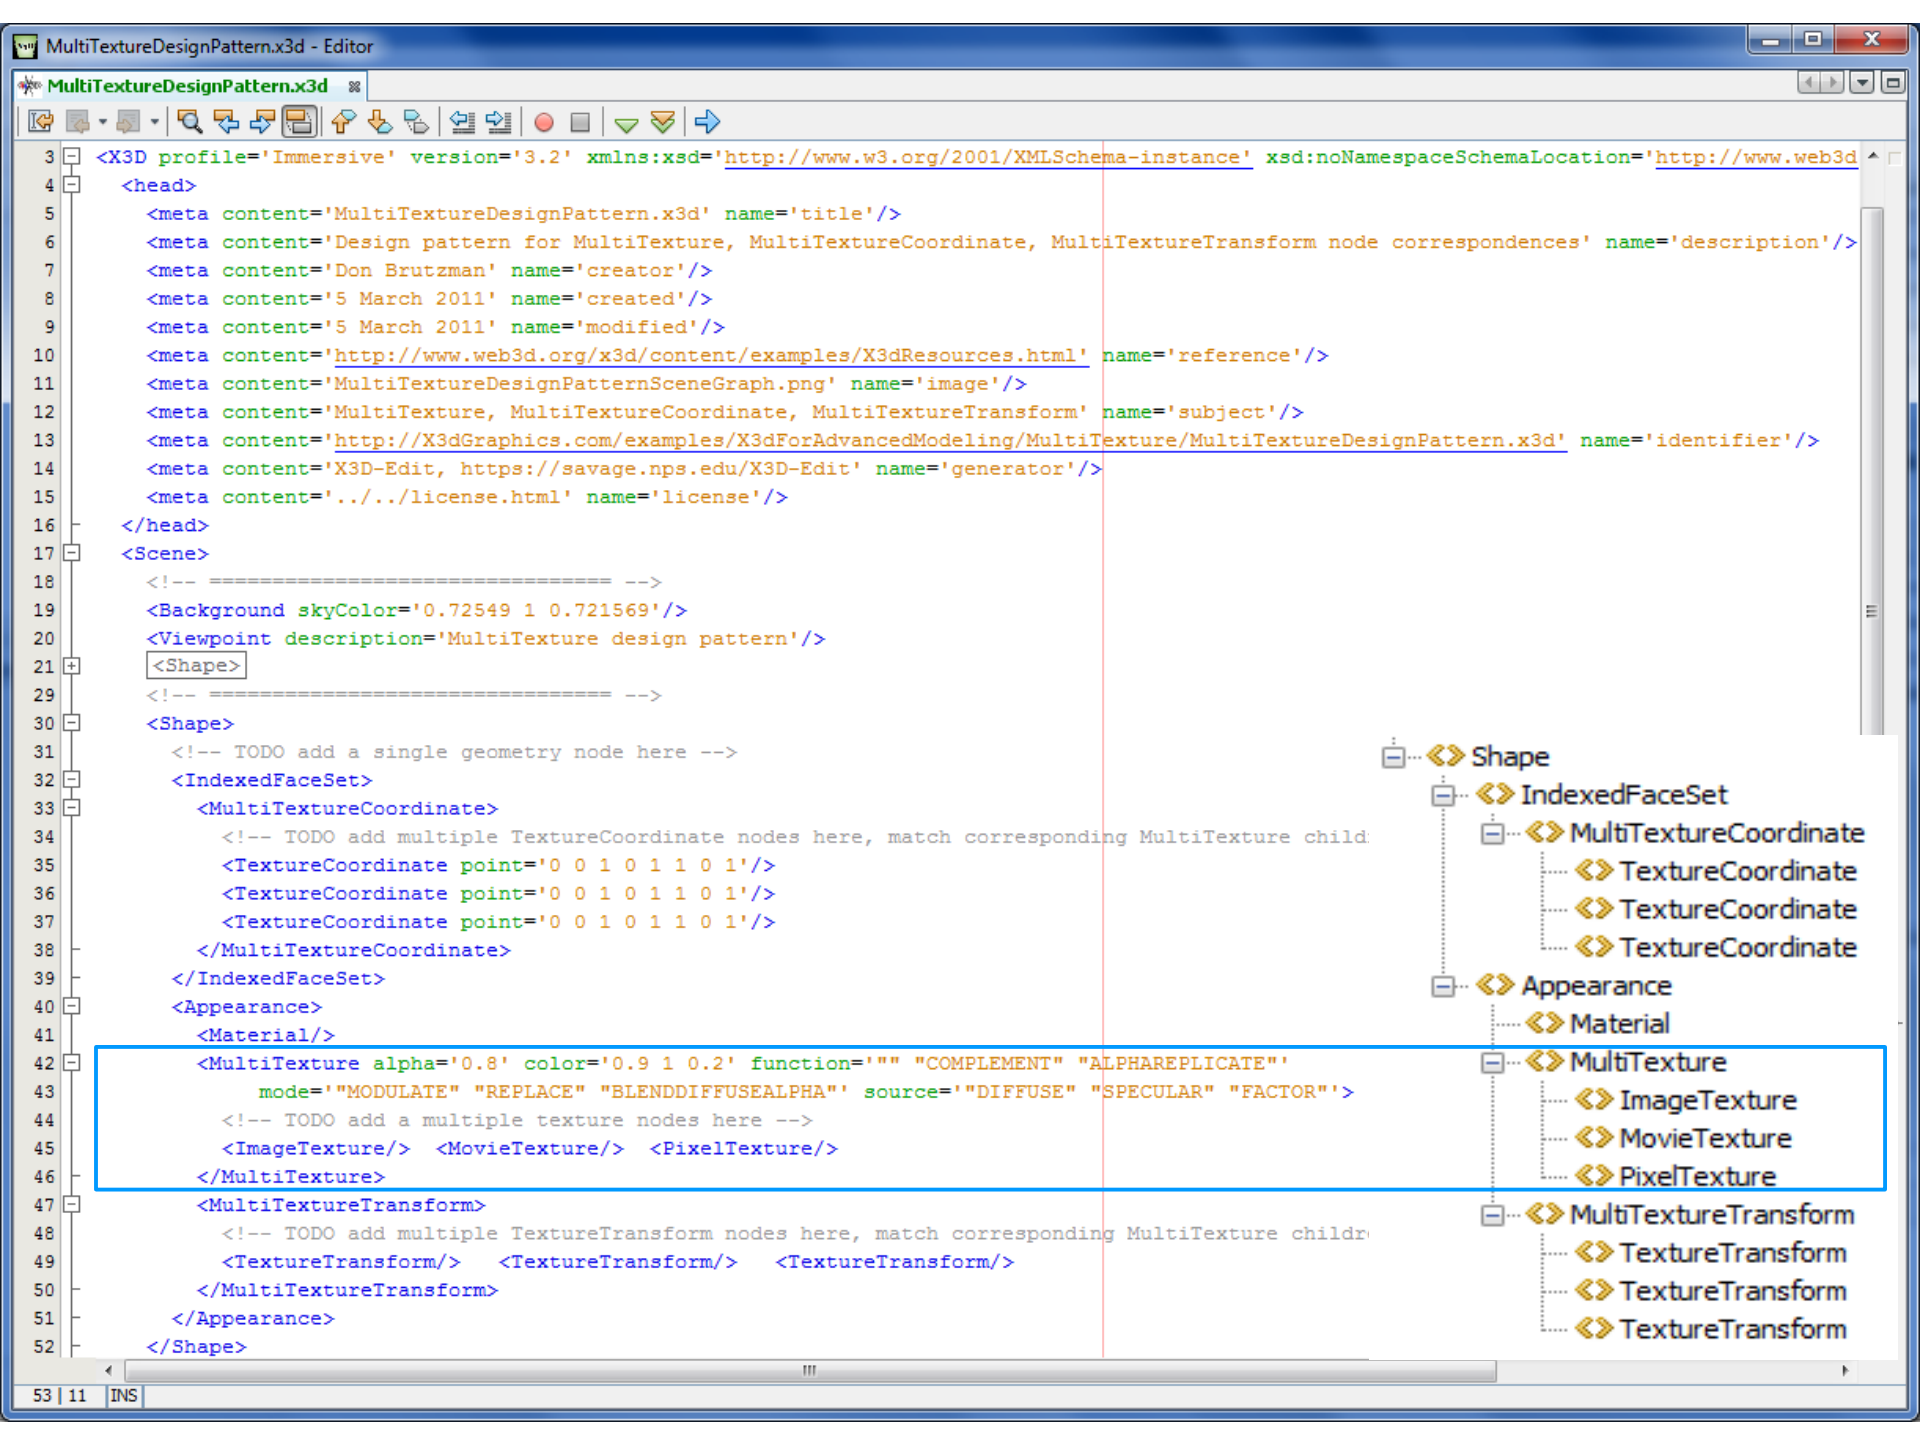 MultiTextureDesignPattern.x3d - Editor
MultiTextureDesignPattern.x3d
3 <X3D profile='Immersive' version='3.2' xmlns:xsd='http://www.w3.org/2001/XMLSchema-instance' xsd:noNamespaceSchemaLocation='http://www.web3d
4 <head>
5 <meta content='MultiTextureDesignPattern.x3d' name='title'/>
6 <meta content='Design pattern for MultiTexture, MultiTextureCoordinate, MultiTextureTransform node correspondences' name='description'/>
7 <meta content='Don Brutzman' name='creator'/>
8 <meta content='5 March 2011' name='created'/>
9 <meta content='5 March 2011' name='modified'/>
10 <meta content='http://www.web3d.org/x3d/content/examples/X3dResources.html' name='reference'/>
11 <meta content='MultiTextureDesignPatternSceneGraph.png' name='image'/>
12 <meta content='MultiTexture, MultiTextureCoordinate, MultiTextureTransform' name='subject'/>
13 <meta content='http://X3dGraphics.com/examples/X3dForAdvancedModeling/MultiTexture/MultiTextureDesignPattern.x3d' name='identifier'/>
14 <meta content='X3D-Edit, https://savage.nps.edu/X3D-Edit' name='generator'/>
15 <meta content='../../license.html' name='license'/>
16 </head>
17 <Scene>
18 <!-- ================================ -->
19 <Background skyColor='0.72549 1 0.721569'/>
20 <Viewpoint description='MultiTexture design pattern'/>
21 <Shape>
29 <!-- ================================ -->
30 <Shape>
31 <!-- TODO add a single geometry node here -->
32 <IndexedFaceSet>
33 <MultiTextureCoordinate>
34 <!-- TODO add multiple TextureCoordinate nodes here, match corresponding MultiTexture child
35 <TextureCoordinate point='0 0 1 0 1 1 0 1'/>
36 <TextureCoordinate point='0 0 1 0 1 1 0 1'/>
37 <TextureCoordinate point='0 0 1 0 1 1 0 1'/>
38 </MultiTextureCoordinate>
39 </IndexedFaceSet>
40 <Appearance>
41 <Material/>
42 <MultiTexture alpha='0.8' color='0.9 1 0.2' function='"" "COMPLEMENT" "ALPHAREPLICATE"'
43 mode='"MODULATE" "REPLACE" "BLENDDIFFUSEALPHA"' source='"DIFFUSE" "SPECULAR" "FACTOR"'>
44 <!-- TODO add a multiple texture nodes here -->
45 <ImageTexture/> <MovieTexture/> <PixelTexture/>
46 </MultiTexture>
47 <MultiTextureTransform>
48 <!-- TODO add multiple TextureTransform nodes here, match corresponding MultiTexture childr
49 <TextureTransform/> <TextureTransform/> <TextureTransform/>
50 </MultiTextureTransform>
51 </Appearance>
52 </Shape>
Shape
IndexedFaceSet
MultiTextureCoordinate
TextureCoordinate
TextureCoordinate
TextureCoordinate
Appearance
Material
MultiTexture
ImageTexture
MovieTexture
PixelTexture
MultiTextureTransform
TextureTransform
TextureTransform
TextureTransform
53 | 11 INS